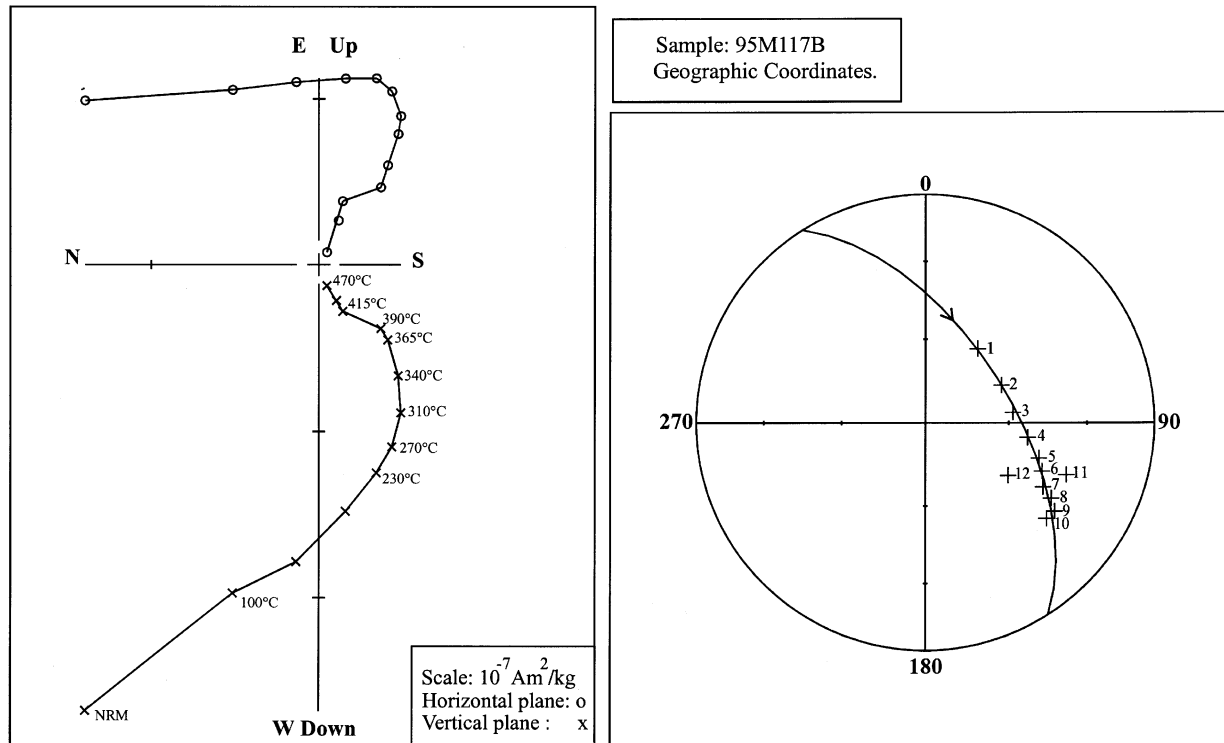 E Up
N
S
470°C
415°C
390°C
365°C
340°C
310°C
270°C
230°C
100°C
NRM
W Down
Scale: 10⁻⁷Am²/kg
Horizontal plane: o
Vertical plane : x
Sample: 95M117B
Geographic Coordinates.
0
1
2
3
270
90
4
5
12
6
11
7
8
9
10
180